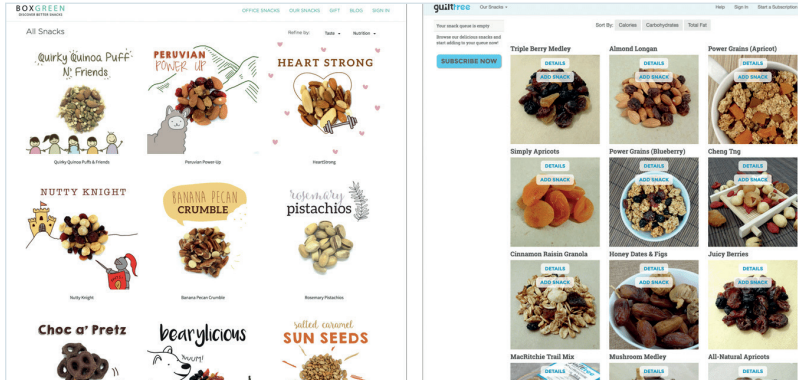 BOXGREEN
DISCOVER BETTER SNACKS
OFFICE SNACKS OUR SNACKS GIFT BLOG SIGN IN
All Snacks
Refine by: Taste Nutrition
Quirky Quinoa Puff
N' Friends
Quirky Quinoa Puffs & Friends
PERUVIAN
POWER UP
Peruvian Power-Up
HEART STRONG
HeartStrong
NUTTY KNIGHT
Nutty Knight
BANANA PECAN
CRUMBLE
Banana Pecan Crumble
rosemary
pistachios
Rosemary Pistachios
Choc a' Pretz
bearylicious
salted caramel
SUN SEEDS
guiltfree
Our Snacks
Help Sign In Start a Subscription
Your snack queue is empty
Browse our delicious snacks and
start adding to your queue now!
SUBSCRIBE NOW
Sort By: Calories Carbohydrates Total Fat
Triple Berry Medley
DETAILS
ADD SNACK
Almond Longan
DETAILS
ADD SNACK
Power Grains (Apricot)
DETAILS
ADD SNACK
Simply Apricots
DETAILS
ADD SNACK
Power Grains (Blueberry)
DETAILS
ADD SNACK
Cheng Tng
DETAILS
ADD SNACK
Cinnamon Raisin Granola
DETAILS
ADD SNACK
Honey Dates & Figs
DETAILS
ADD SNACK
Juicy Berries
DETAILS
ADD SNACK
MacRitchie Trail Mix
DETAILS
Mushroom Medley
DETAILS
All-Natural Apricots
DETAILS